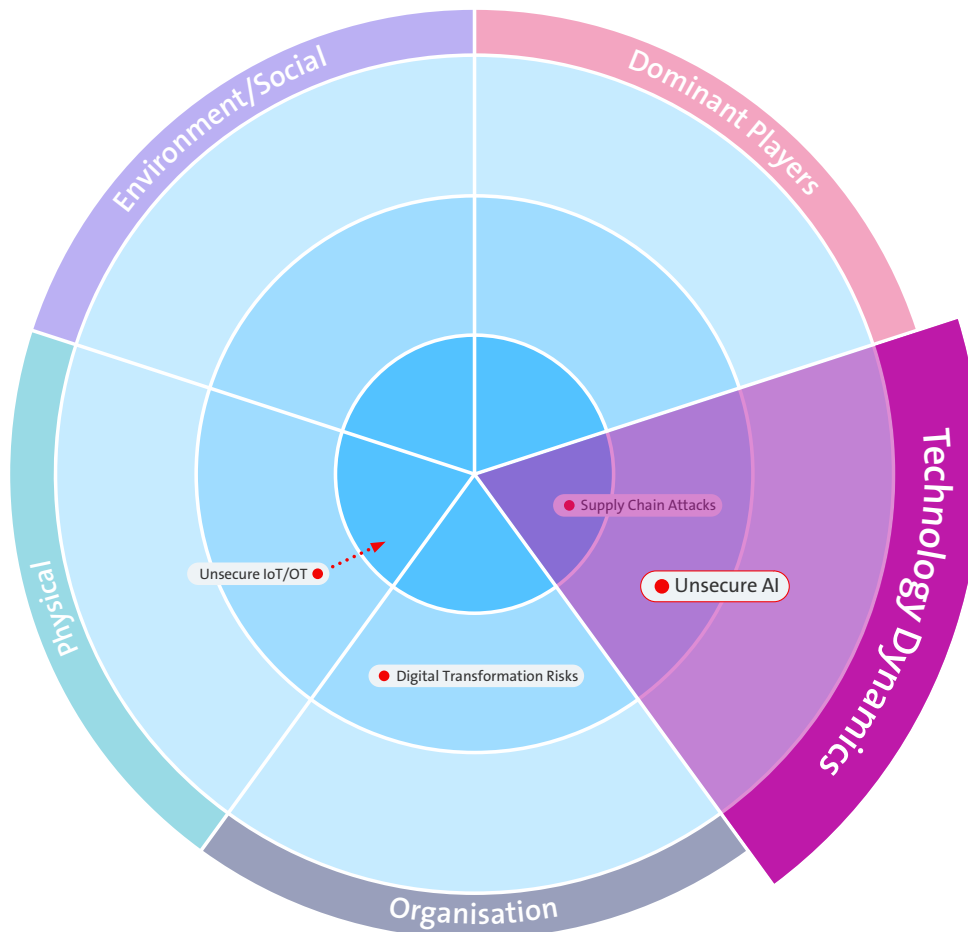 Environment/Social
Dominant Players
Technology Dynamics
Supply Chain Attacks
Unsecure IoT/OT
Unsecure AI
Physical
Digital Transformation Risks
Organisation